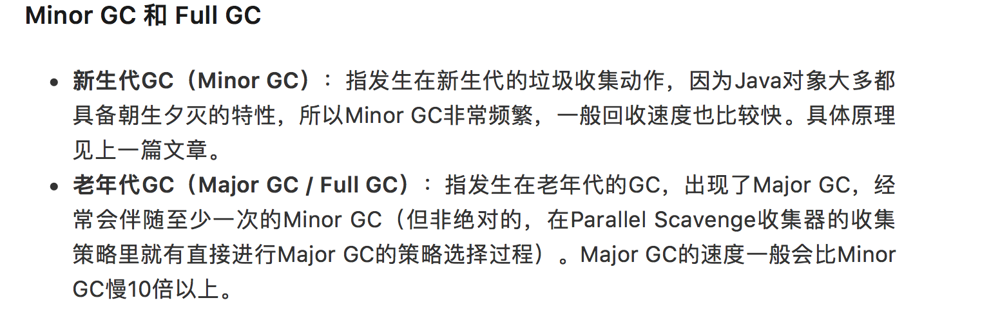 Minor GC 和 Full GC
新生代GC（Minor GC）：指发生在新生代的垃圾收集动作，因为Java对象大多都
具备朝生夕灭的特性，所以Minor GC非常频繁，一般回收速度也比较快。具体原理
见上一篇文章。
老年代GC（Major GC / Full GC）：指发生在老年代的GC，出现了Major GC，经
常会伴随至少一次的Minor GC（但非绝对的，在Parallel Scavenge收集器的收集
策略里就有直接进行Major GC的策略选择过程）。Major GC的速度一般会比Minor
GC慢10倍以上。